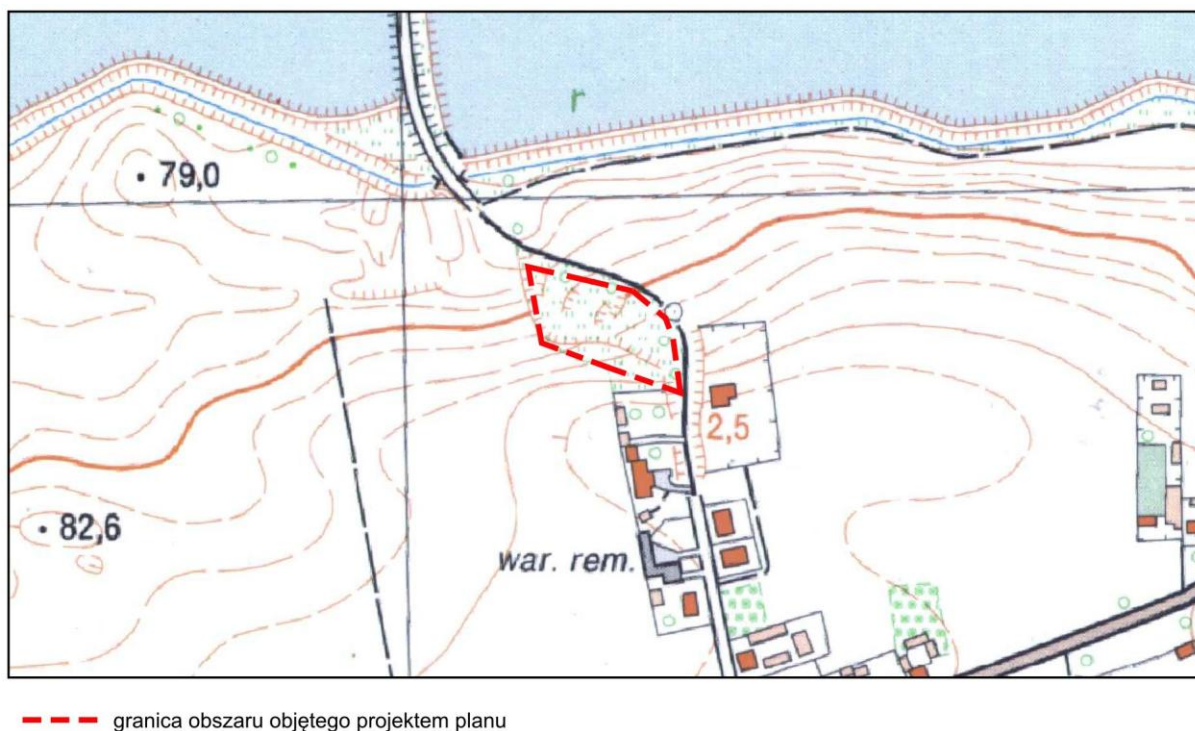 r
79,0
2,5
82,6
war. rem.
granica obszaru objętego projektem planu